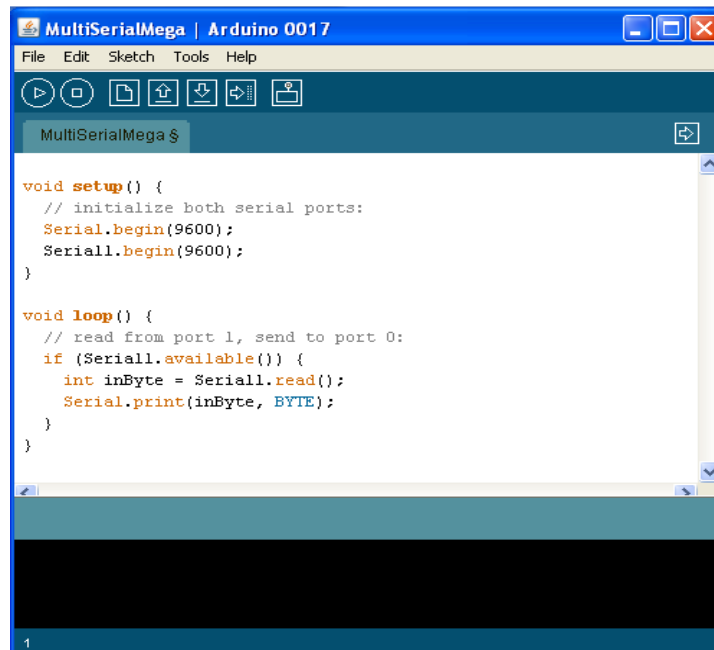 MultiSerialMega | Arduino 0017
File Edit Sketch Tools Help
MultiSerialMega §
void setup() {
  // initialize both serial ports:
  Serial.begin(9600);
  Serial1.begin(9600);
}
void loop() {
  // read from port 1, send to port 0:
  if (Serial1.available()) {
    int inByte = Serial1.read();
    Serial.print(inByte, BYTE);
  }
}
1